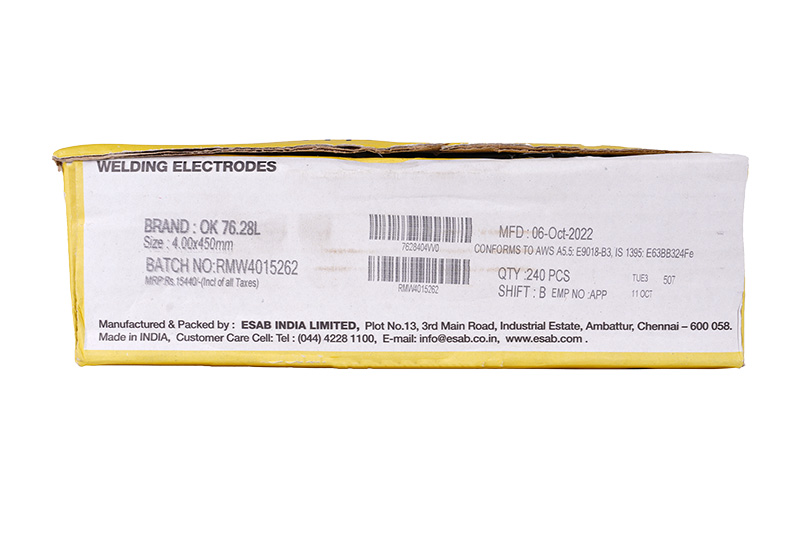 WELDING ELECTRODES
BRAND : OK 76.28L
Size : 4.00x450mm
BATCH NO:RMW4015262
MRP:Rs.15440/-(Incl of all Taxes)
7628404VV0
RMW4015262
MFD : 06-Oct-2022
CONFORMS TO AWS A5.5: E9018-B3, IS 1395: E63BB324Fe
QTY : 240 PCS TUE3 507
SHIFT : B EMP NO :APP 11 OCT
Manufactured & Packed by : ESAB INDIA LIMITED, Plot No.13, 3rd Main Road, Industrial Estate, Ambattur, Chennai – 600 058.
Made in INDIA, Customer Care Cell: Tel : (044) 4228 1100, E-mail: info@esab.co.in, www.esab.com .